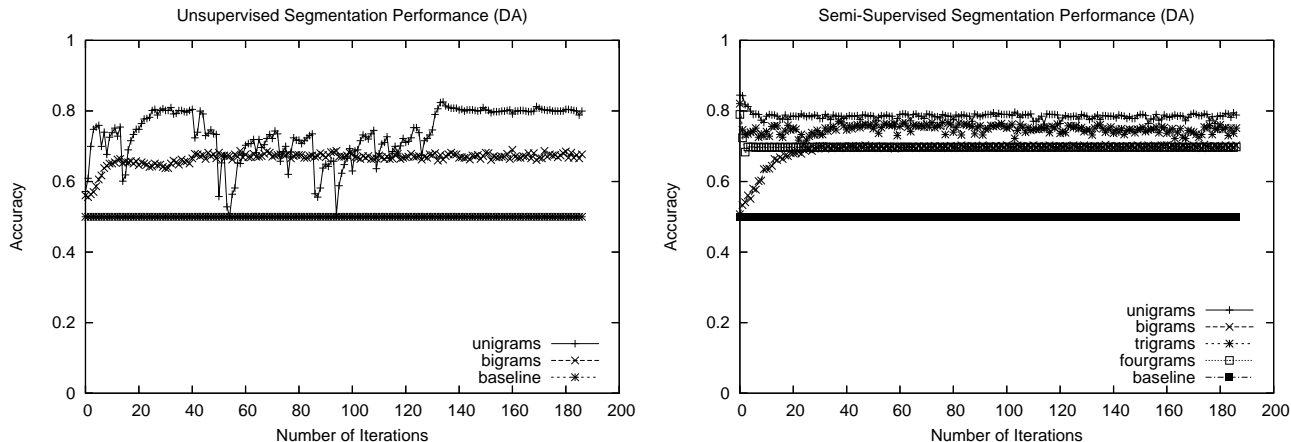 Unsupervised Segmentation Performance (DA)
1
0.8
0.6
0.4
0.2
0
Accuracy
0 20 40 60 80 100 120 140 160 180 200
Number of Iterations
unigrams
bigrams
baseline
Semi-Supervised Segmentation Performance (DA)
1
0.8
0.6
0.4
0.2
0
Accuracy
0 20 40 60 80 100 120 140 160 180 200
Number of Iterations
unigrams
bigrams
trigrams
fourgrams
baseline